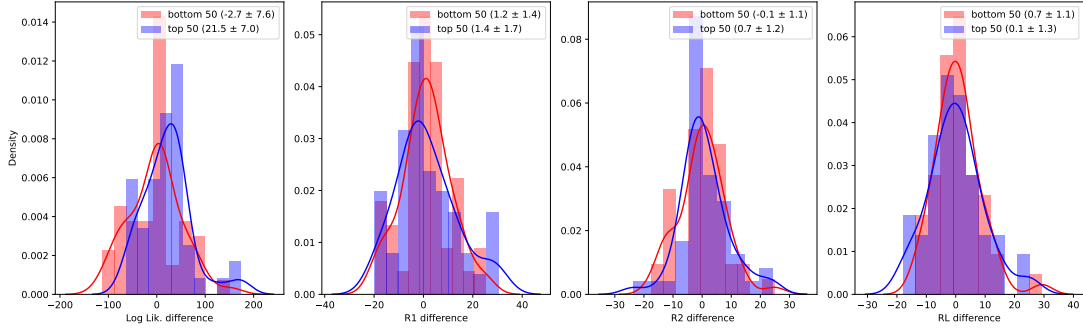 bottom 50 (-2.7 ± 7.6)
top 50 (21.5 ± 7.0)
0.014
0.012
0.010
0.008
0.006
0.004
0.002
0.000
Density
−200 −100 0 100 200
Log Lik. difference
bottom 50 (1.2 ± 1.4)
top 50 (1.4 ± 1.7)
0.05
0.04
0.03
0.02
0.01
0.00
−40 −20 0 20 40
R1 difference
bottom 50 (-0.1 ± 1.1)
top 50 (0.7 ± 1.2)
0.08
0.06
0.04
0.02
0.00
−30 −20 −10 0 10 20 30
R2 difference
bottom 50 (0.7 ± 1.1)
top 50 (0.1 ± 1.3)
0.06
0.05
0.04
0.03
0.02
0.01
0.00
−30 −20 −10 0 10 20 30 40
RL difference